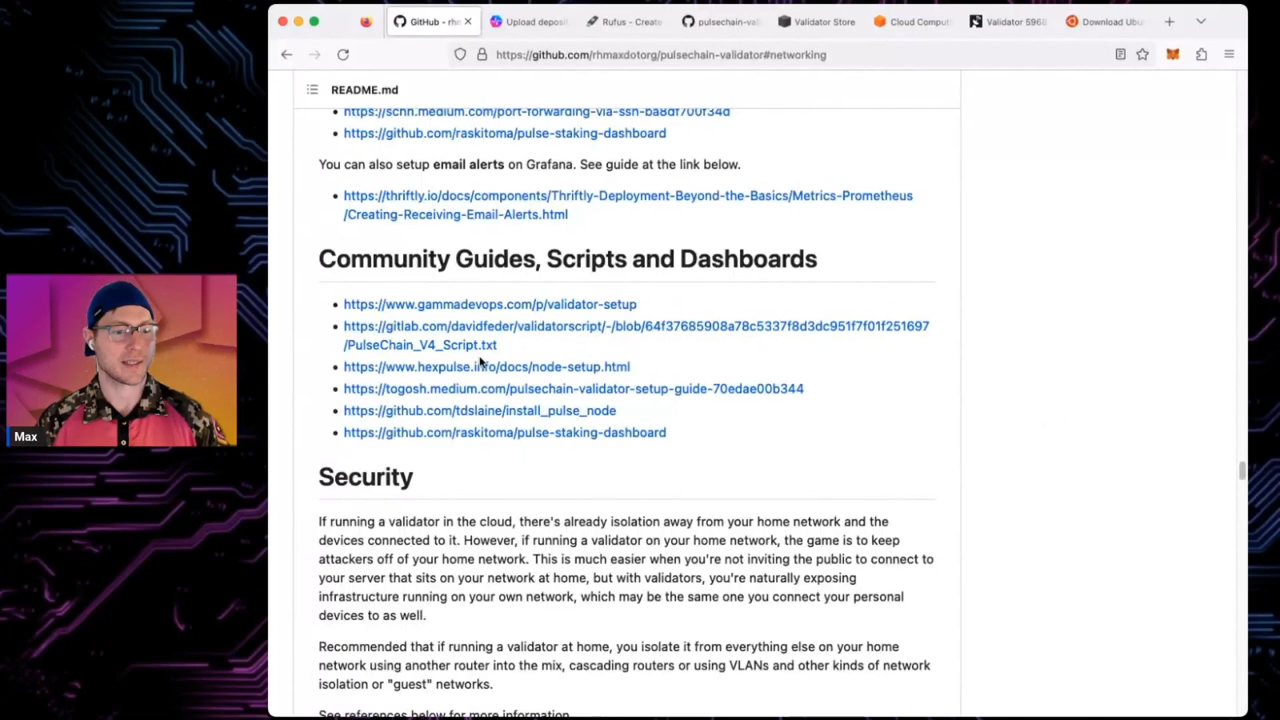 GitHub - rhm
Upload deposi
Rufus - Create
pulsechain-val
Validator Store
Cloud Comput
Validator 5968
Download Ubu
https://github.com/rhmaxdotorg/pulsechain-validator#networking
README.md
https://schh.medium.com/port-forwarding-via-ssh-ba8df700f34d
https://github.com/raskitoma/pulse-staking-dashboard
You can also setup email alerts on Grafana. See guide at the link below.
https://thriftly.io/docs/components/Thriftly-Deployment-Beyond-the-Basics/Metrics-Prometheus
/Creating-Receiving-Email-Alerts.html
Community Guides, Scripts and Dashboards
https://www.gammadevops.com/p/validator-setup
https://gitlab.com/davidfeder/validatorscript/-/blob/64f37685908a78c5337f8d3dc951f7f01f251697
/PulseChain_V4_Script.txt
https://www.hexpulse.info/docs/node-setup.html
https://togosh.medium.com/pulsechain-validator-setup-guide-70edae00b344
https://github.com/tdslaine/install_pulse_node
https://github.com/raskitoma/pulse-staking-dashboard
Max
Security
If running a validator in the cloud, there's already isolation away from your home network and the
devices connected to it. However, if running a validator on your home network, the game is to keep
attackers off of your home network. This is much easier when you're not inviting the public to connect to
your server that sits on your network at home, but with validators, you're naturally exposing
infrastructure running on your own network, which may be the same one you connect your personal
devices to as well.
Recommended that if running a validator at home, you isolate it from everything else on your home
network using another router into the mix, cascading routers or using VLANs and other kinds of network
isolation or "guest" networks.
See references below for more information.